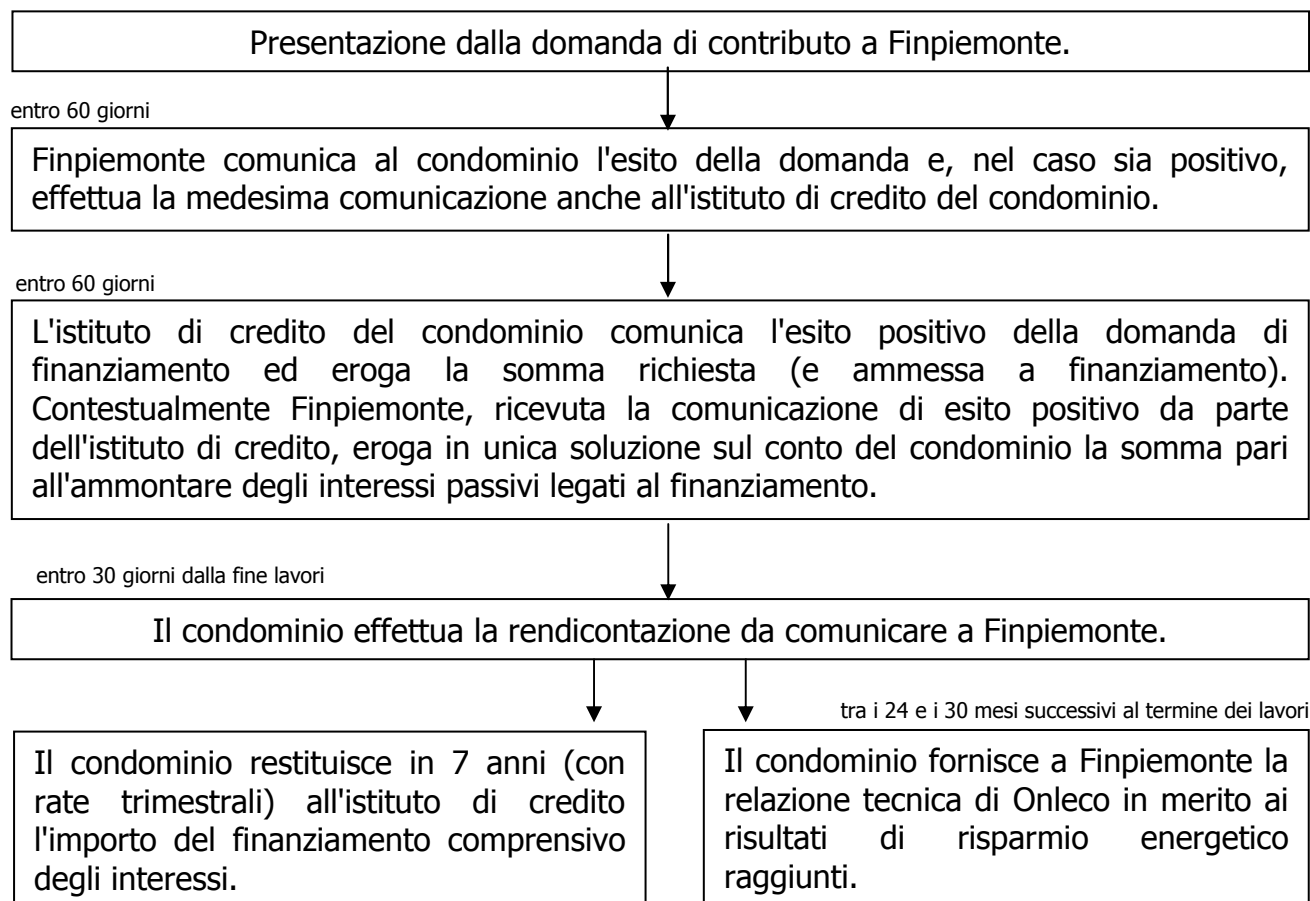 Presentazione dalla domanda di contributo a Finpiemonte.
entro 60 giorni
Finpiemonte comunica al condominio l'esito della domanda e, nel caso sia positivo,
effettua la medesima comunicazione anche all'istituto di credito del condominio.
entro 60 giorni
L'istituto di credito del condominio comunica l'esito positivo della domanda di
finanziamento ed eroga la somma richiesta (e ammessa a finanziamento).
Contestualmente Finpiemonte, ricevuta la comunicazione di esito positivo da parte
dell'istituto di credito, eroga in unica soluzione sul conto del condominio la somma pari
all'ammontare degli interessi passivi legati al finanziamento.
entro 30 giorni dalla fine lavori
Il condominio effettua la rendicontazione da comunicare a Finpiemonte.
Il condominio restituisce in 7 anni (con
rate trimestrali) all'istituto di credito
l'importo del finanziamento comprensivo
degli interessi.
tra i 24 e i 30 mesi successivi al termine dei lavori
Il condominio fornisce a Finpiemonte la
relazione tecnica di Onleco in merito ai
risultati di risparmio energetico
raggiunti.